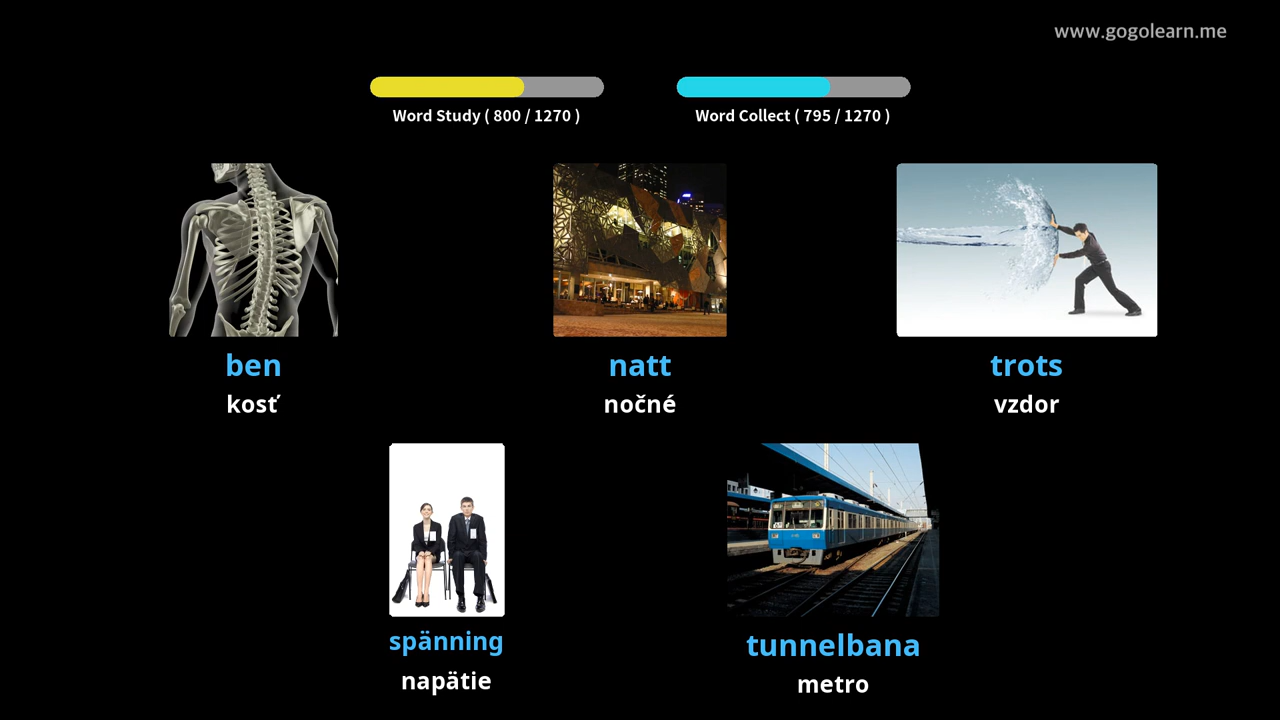 www.gogolearn.me
Word Study ( 800 / 1270 )
Word Collect ( 795 / 1270 )
ben
kosť
natt
nočné
trots
vzdor
spänning
napätie
tunnelbana
metro